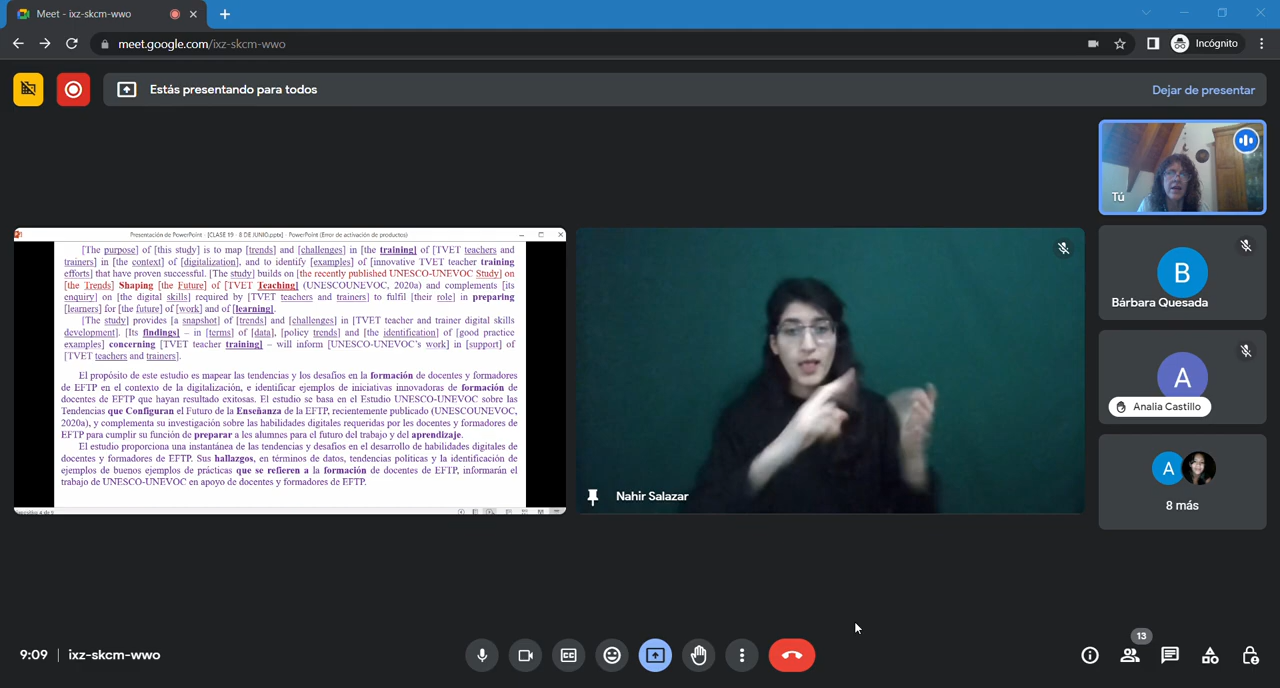 Meet - ixz-skcm-wwo
meet.google.com/ixz-skcm-wwo
Incógnito
Estás presentando para todos
Dejar de presentar
Tú
Presentación de PowerPoint - [CLASE 19 - 8 DE JUNIO.pptx] - PowerPoint (Error de activación de productos)
[The purpose] of [this study] is to map [trends] and [challenges] in [the training] of [TVET teachers and
trainers] in [the context] of [digitalization], and to identify [examples] of [innovative TVET teacher training
efforts] that have proven successful. [The study] builds on [the recently published UNESCO-UNEVOC Study] on
[the Trends] Shaping [the Future] of [TVET Teaching] (UNESCOUNEVOC, 2020a) and complements [its
enquiry] on [the digital skills] required by [TVET teachers and trainers] to fulfil [their role] in preparing
[learners] for [the future] of [work] and of [learning].
[The study] provides [a snapshot] of [trends] and [challenges] in [TVET teacher and trainer digital skills
development]. [Its findings] – in [terms] of [data], [policy trends] and [the identification] of [good practice
examples] concerning [TVET teacher training] – will inform [UNESCO-UNEVOC's work] in [support] of
[TVET teachers and trainers].
El propósito de este estudio es mapear las tendencias y los desafíos en la formación de docentes y formadores
de EFTP en el contexto de la digitalización, e identificar ejemplos de iniciativas innovadoras de formación de
docentes de EFTP que hayan resultado exitosas. El estudio se basa en el Estudio UNESCO-UNEVOC sobre las
Tendencias que Configuran el Futuro de la Enseñanza de la EFTP, recientemente publicado (UNESCOUNEVOC,
2020a), y complementa su investigación sobre las habilidades digitales requeridas por les docentes y formadores de
EFTP para cumplir su función de preparar a les alumnes para el futuro del trabajo y del aprendizaje.
El estudio proporciona una instantánea de las tendencias y desafíos en el desarrollo de habilidades digitales de
docentes y formadores de EFTP. Sus hallazgos, en términos de datos, tendencias políticas y la identificación de
ejemplos de buenos ejemplos de prácticas que se refieren a la formación de docentes de EFTP, informarán el
trabajo de UNESCO-UNEVOC en apoyo de docentes y formadores de EFTP.
Nahir Salazar
B
Bárbara Quesada
A
Analia Castillo
A
8 más
9:09
ixz-skcm-wwo
13